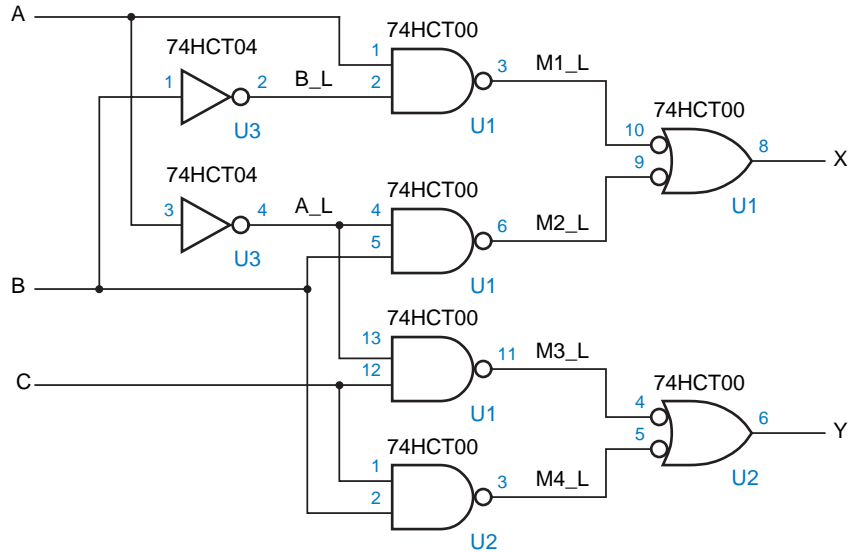 A
74HCT04
74HCT00
1 2 B_L
1
2
3 M1_L
U3
U1
74HCT00
10
9
8
X
U1
74HCT04
74HCT00
3 4 A_L
4
5
6 M2_L
U3
U1
B
74HCT00
13
12
11 M3_L
U1
C
74HCT00
4
5
6
Y
U2
74HCT00
1
2
3 M4_L
U2